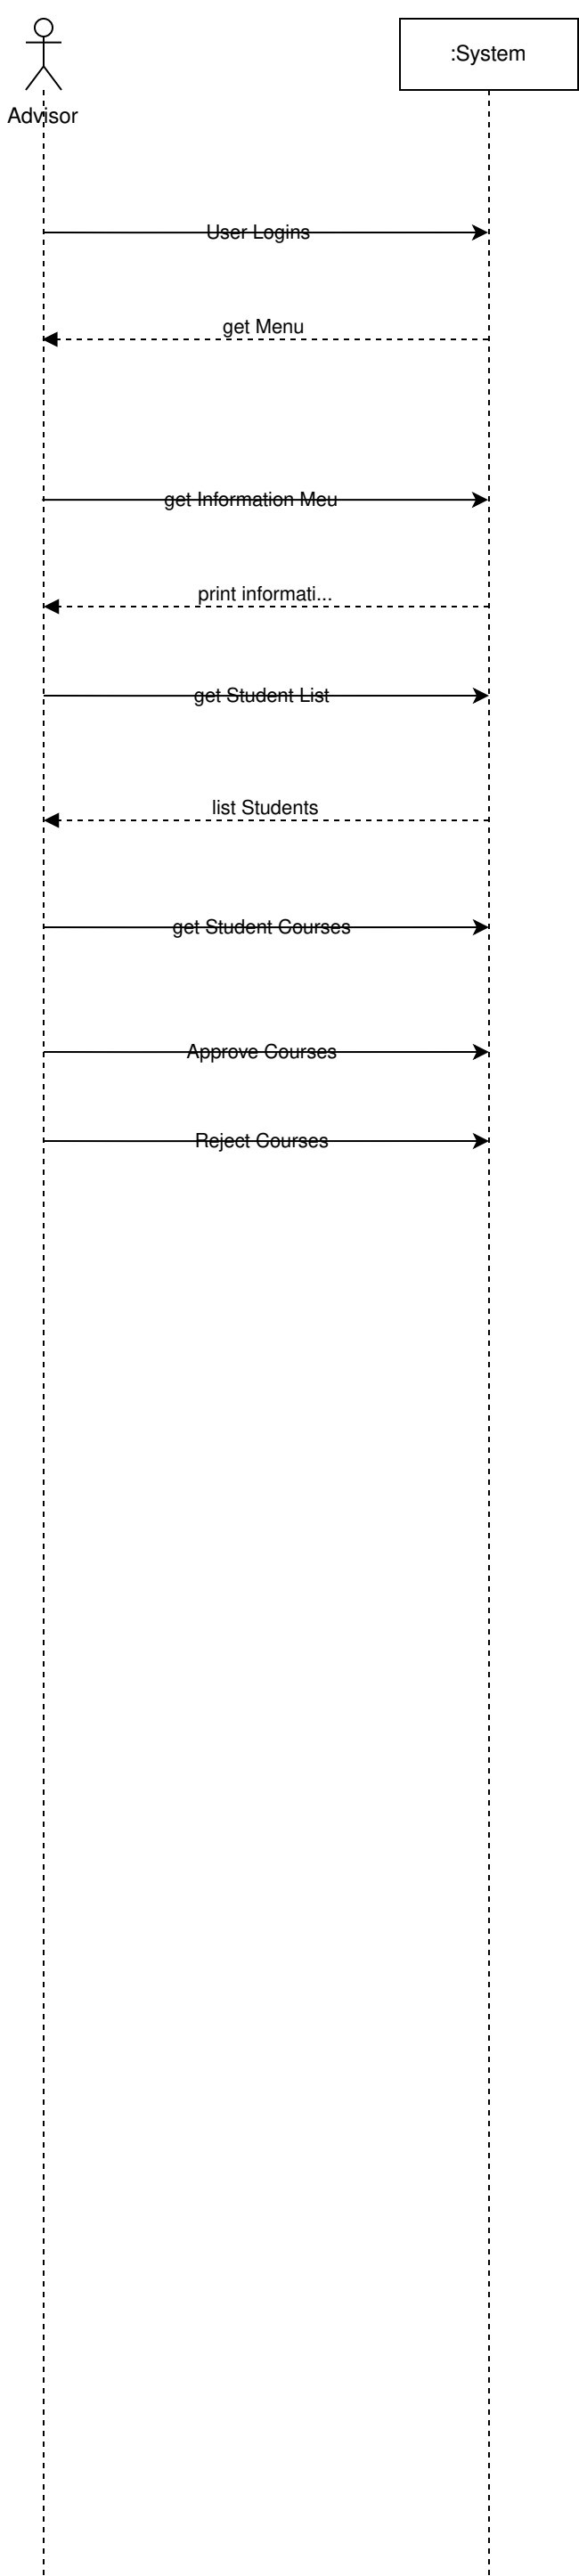 :System
Advisor
User Logins
get Menu
get Information Meu
print informati...
get Student List
list Students
get Student Courses
Approve Courses
Reject Courses